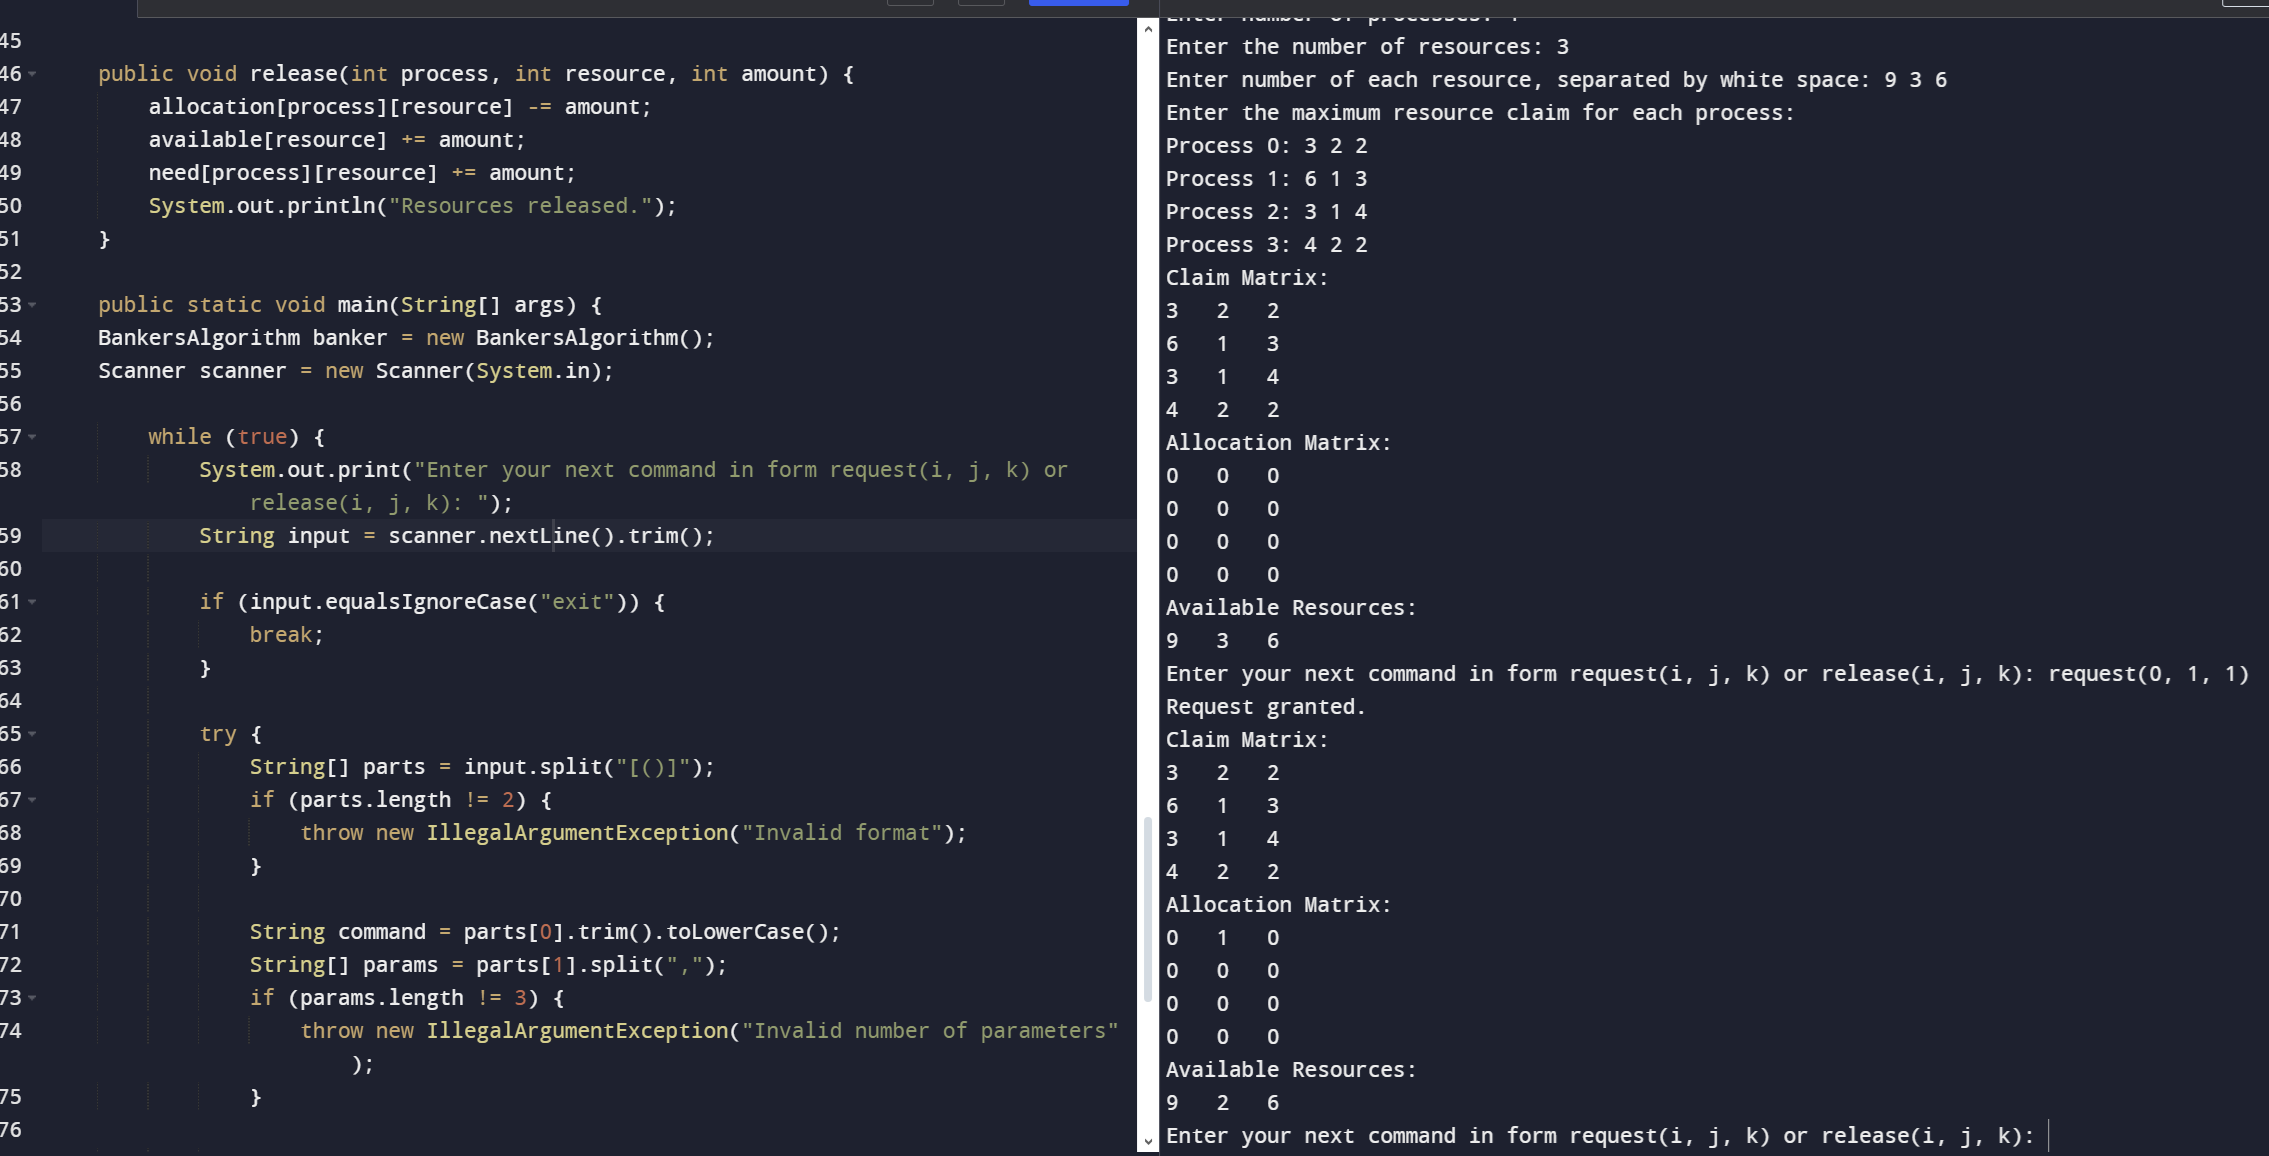 45
46 public void release(int process, int resource, int amount) {
47 allocation[process][resource] -= amount;
48 available[resource] += amount;
49 need[process][resource] += amount;
50 System.out.println("Resources released.");
51 }
52
53 public static void main(String[] args) {
54 BankersAlgorithm banker = new BankersAlgorithm();
55 Scanner scanner = new Scanner(System.in);
56
57 while (true) {
58 System.out.print("Enter your next command in form request(i, j, k) or
release(i, j, k): ");
59 String input = scanner.nextLine().trim();
60
61 if (input.equalsIgnoreCase("exit")) {
62 break;
63 }
64
65 try {
66 String[] parts = input.split("[()]");
67 if (parts.length != 2) {
68 throw new IllegalArgumentException("Invalid format");
69 }
70
71 String command = parts[0].trim().toLowerCase();
72 String[] params = parts[1].split(",");
73 if (params.length != 3) {
74 throw new IllegalArgumentException("Invalid number of parameters"
);
75 }
76
Enter number of processes:
Enter the number of resources: 3
Enter number of each resource, separated by white space: 9 3 6
Enter the maximum resource claim for each process:
Process 0: 3 2 2
Process 1: 6 1 3
Process 2: 3 1 4
Process 3: 4 2 2
Claim Matrix:
3 2 2
6 1 3
3 1 4
4 2 2
Allocation Matrix:
0 0 0
0 0 0
0 0 0
0 0 0
Available Resources:
9 3 6
Enter your next command in form request(i, j, k) or release(i, j, k): request(0, 1, 1)
Request granted.
Claim Matrix:
3 2 2
6 1 3
3 1 4
4 2 2
Allocation Matrix:
0 1 0
0 0 0
0 0 0
0 0 0
Available Resources:
9 2 6
Enter your next command in form request(i, j, k) or release(i, j, k):